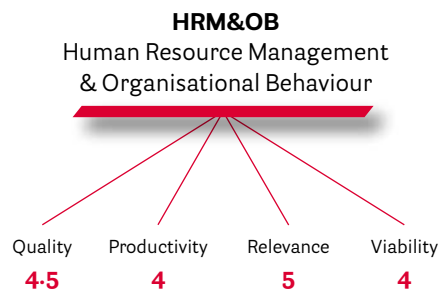 HRM&OB
Human Resource Management
& Organisational Behaviour
Quality Productivity Relevance Viability
4·5 4 5 4